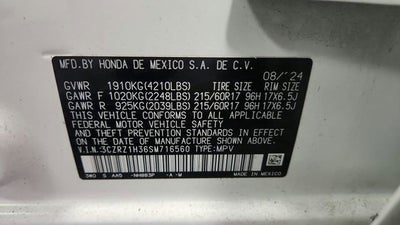 MFD.BY HONDA DE MEXICO S.A. DE C.V.
08/'24
GVWR 1910KG(4210LBS) TIRE SIZE RIM SIZE
GAWR F 1020KG(2248LBS) 215/60R17 96H 17X6.5J
GAWR R 925KG(2039LBS) 215/60R17 96H 17X6.5J
THIS VEHICLE CONFORMS TO ALL APPLICABLE
FEDERAL MOTOR VEHICLE SAFETY AND THEFT
PREVENTION STANDARDS IN EFFECT ON THE DATE OF
MANUFACTURE SHOWN ABOVE.
V.I.N.:3CZRZ1H36SM716560 TYPE:MPV
NH883P -A -M